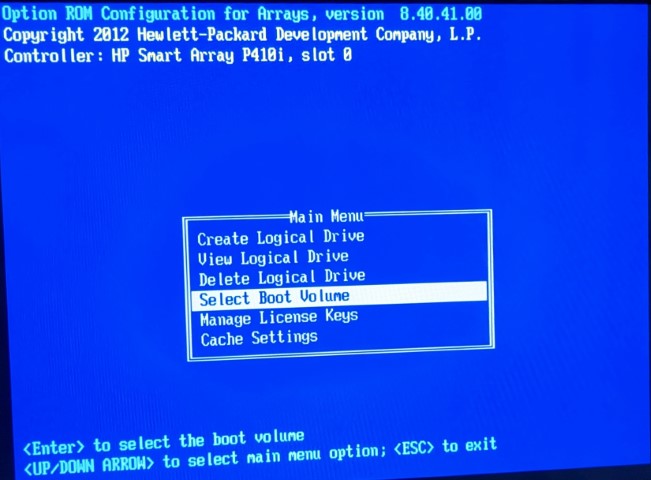 Option ROM Configuration for Arrays, version  8.40.41.00
Copyright 2012 Hewlett-Packard Development Company, L.P.
Controller: HP Smart Array P410i, slot 0
Main Menu
Create Logical Drive
View Logical Drive
Delete Logical Drive
Select Boot Volume
Manage License Keys
Cache Settings
<Enter> to select the boot volume
<UP/DOWN ARROW> to select main menu option; <ESC> to exit